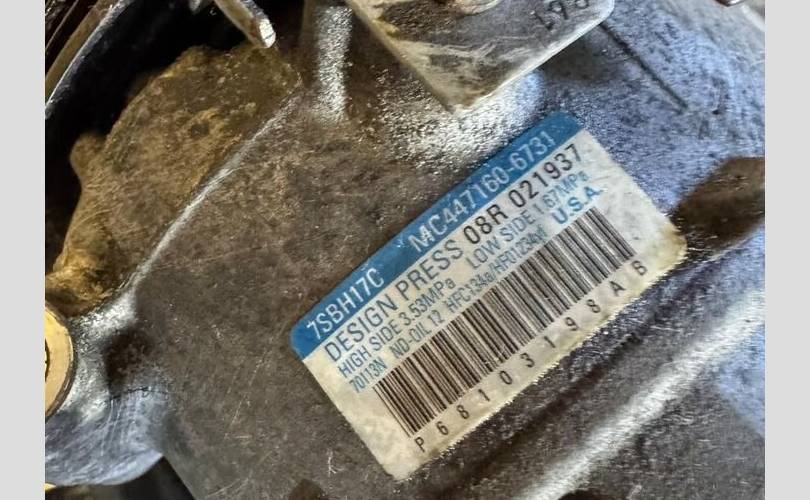 7SBH17C MC447160-6731
DESIGN PRESS 08R 021937
HIGH SIDE 3.53MPa LOW SIDE 1.67MPa
70113N ND-OIL 12 HFC134a/HFO1234yf U.S.A.
P68103198AB